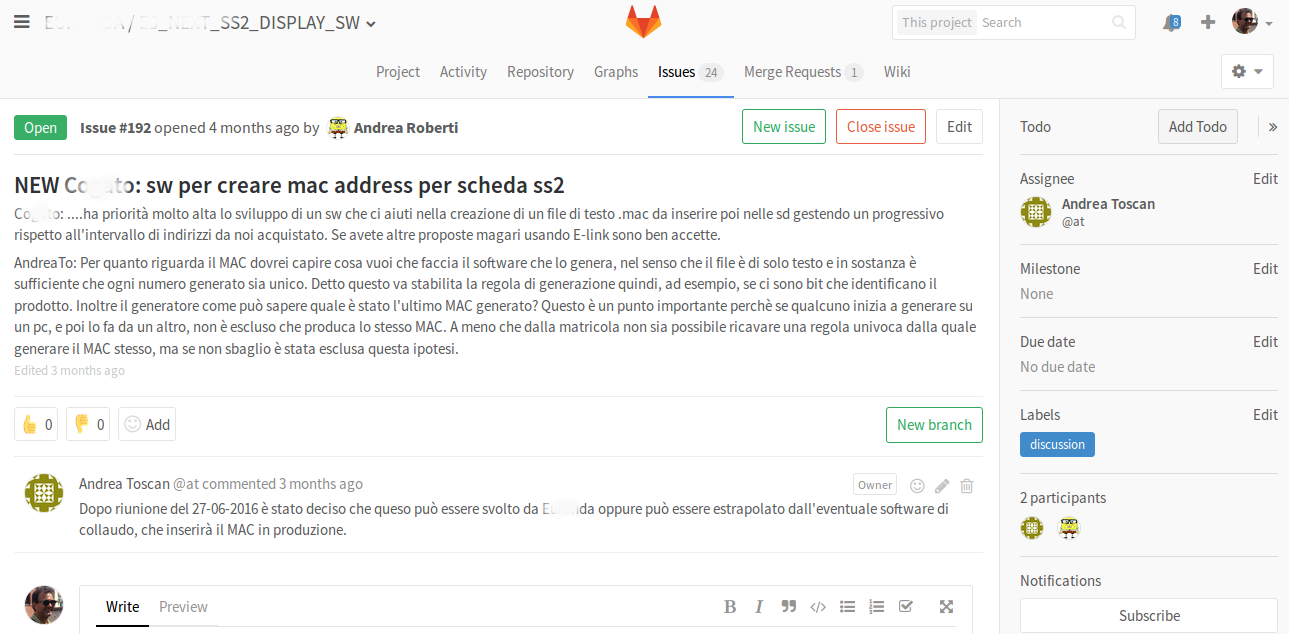 _SS2_DISPLAY_SW
This project Search
8
Project Activity Repository Graphs Issues 24 Merge Requests 1 Wiki
Open Issue #192 opened 4 months ago by Andrea Roberti
New issue Close issue Edit
NEW : sw per creare mac address per scheda ss2
: ....ha priorità molto alta lo sviluppo di un sw che ci aiuti nella creazione di un file di testo .mac da inserire poi nelle sd gestendo un progressivo
rispetto all'intervallo di indirizzi da noi acquistato. Se avete altre proposte magari usando E-link sono ben accette.
AndreaTo: Per quanto riguarda il MAC dovrei capire cosa vuoi che faccia il software che lo genera, nel senso che il file è di solo testo e in sostanza è
sufficiente che ogni numero generato sia unico. Detto questo va stabilita la regola di generazione quindi, ad esempio, se ci sono bit che identificano il
prodotto. Inoltre il generatore come può sapere quale è stato l'ultimo MAC generato? Questo è un punto importante perchè se qualcuno inizia a generare su
un pc, e poi lo fa da un altro, non è escluso che produca lo stesso MAC. A meno che dalla matricola non sia possibile ricavare una regola univoca dalla quale
generare il MAC stesso, ma se non sbaglio è stata esclusa questa ipotesi.
Edited 3 months ago
0 0 Add
New branch
Andrea Toscan @at commented 3 months ago
Owner
Dopo riunione del 27-06-2016 è stato deciso che queso può essere svolto da oppure può essere estrapolato dall'eventuale software di
collaudo, che inserirà il MAC in produzione.
Write Preview
B I
Todo Add Todo »
Assignee Edit
Andrea Toscan
@at
Milestone Edit
None
Due date Edit
No due date
Labels Edit
discussion
2 participants
Notifications
Subscribe